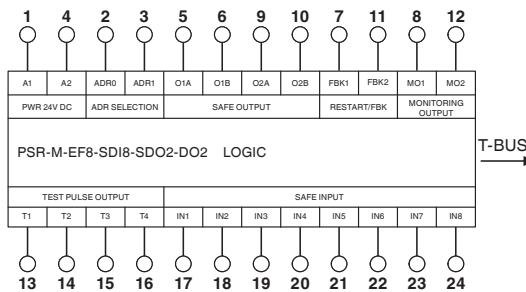 1 4 2 3 5 6 9 10 7 11 8 12
A1 A2 ADR0 ADR1 O1A O1B O2A O2B FBK1 FBK2 MO1 MO2
PWR 24V DC ADR SELECTION SAFE OUTPUT RESTART/FBK MONITORING OUTPUT
PSR-M-EF8-SDI8-SDO2-DO2 LOGIC
T-BUS
TEST PULSE OUTPUT SAFE INPUT
T1 T2 T3 T4 IN1 IN2 IN3 IN4 IN5 IN6 IN7 IN8
13 14 15 16 17 18 19 20 21 22 23 24